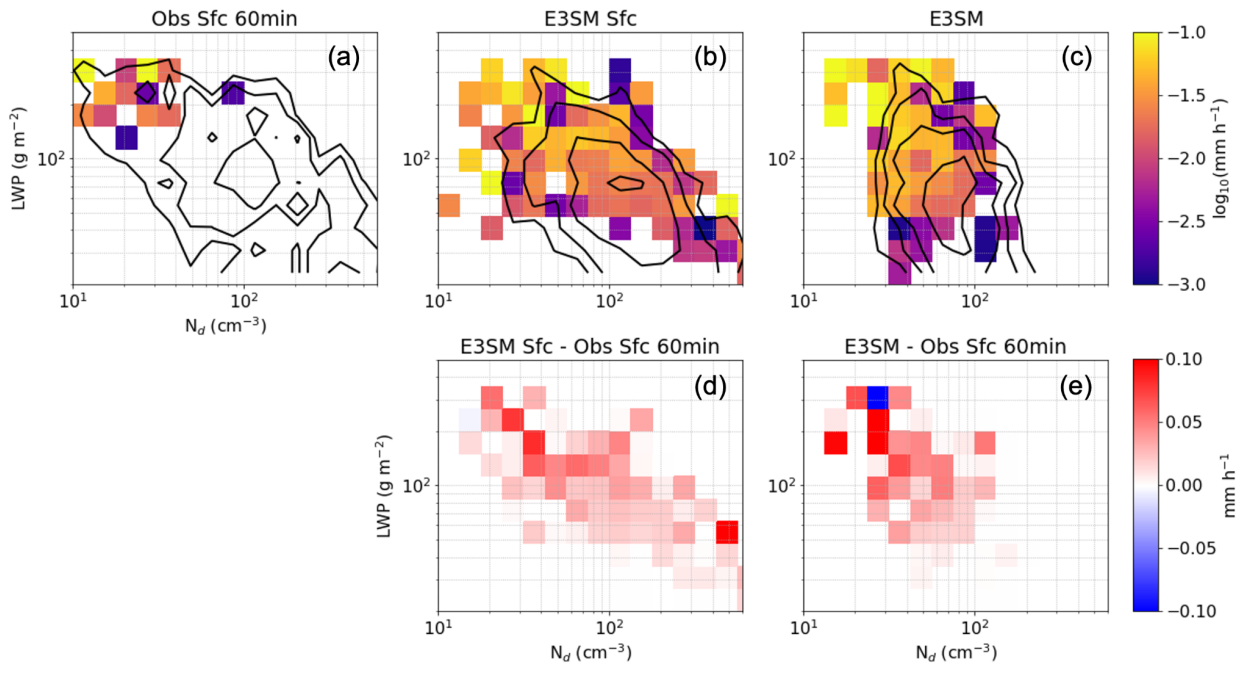 Obs Sfc 60min
E3SM Sfc
E3SM
(a)
(b)
(c)
LWP (g m⁻²)
10²
10²
10²
10¹
10²
10¹
10²
10¹
10²
N_d (cm⁻³)
−1.0
−1.5
−2.0
−2.5
−3.0
log₁₀(mm h⁻¹)
E3SM Sfc - Obs Sfc 60min
E3SM - Obs Sfc 60min
(d)
(e)
LWP (g m⁻²)
10²
10²
10¹
10²
10¹
10²
N_d (cm⁻³)
N_d (cm⁻³)
0.10
0.05
0.00
−0.05
−0.10
mm h⁻¹